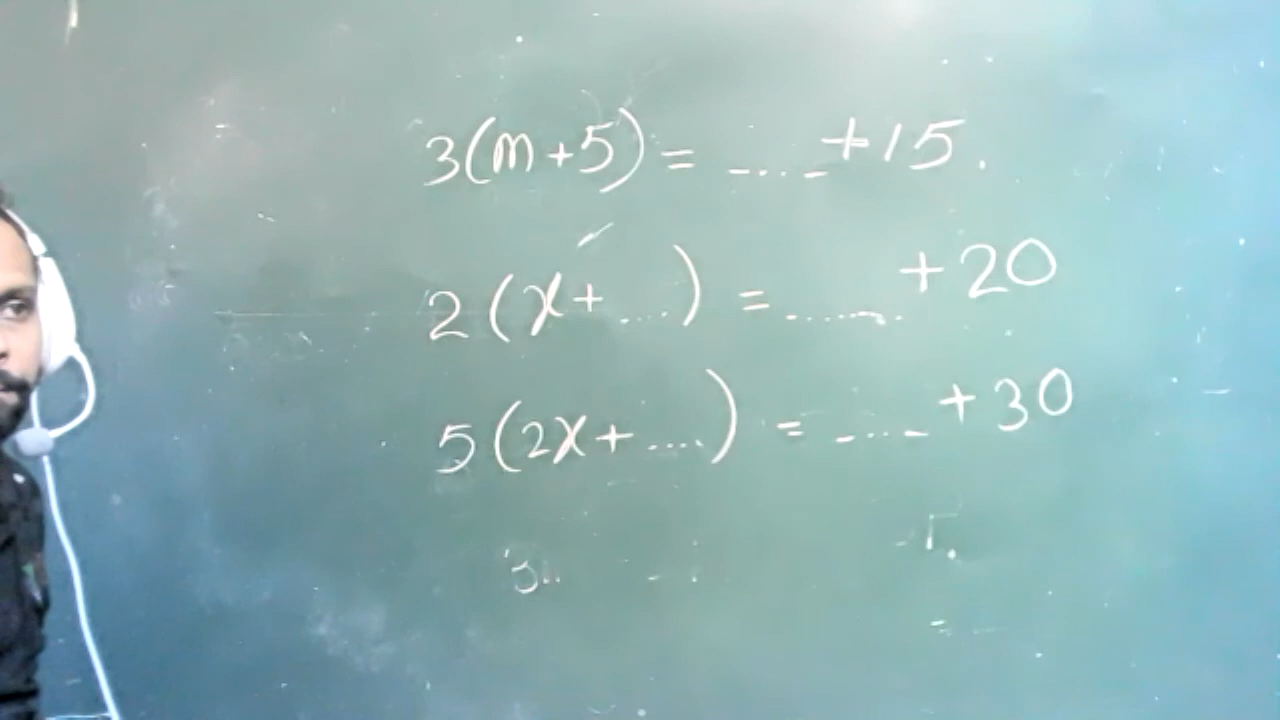 3(m+5) = ....+15.
2(x+....) = ......+20
5(2x+....) = ....+30